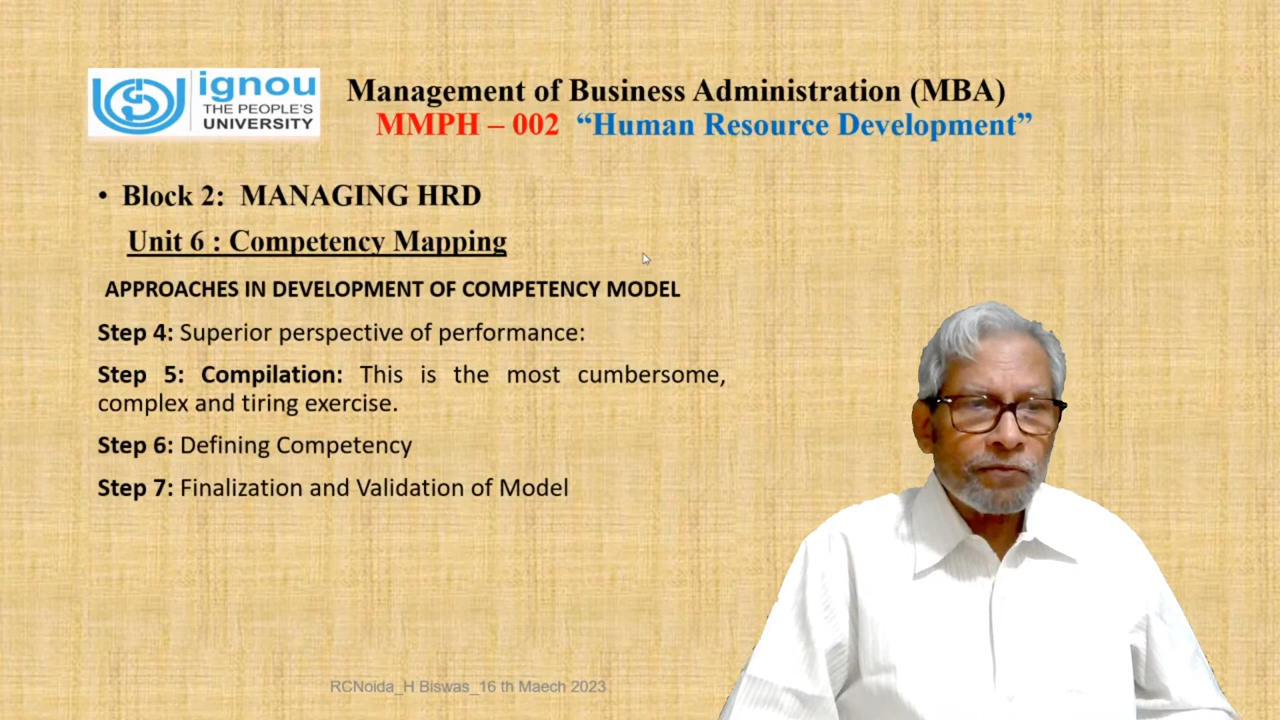 ignou
THE PEOPLE'S
UNIVERSITY
Management of Business Administration (MBA)
MMPH – 002 “Human Resource Development”
• Block 2: MANAGING HRD
Unit 6 : Competency Mapping
APPROACHES IN DEVELOPMENT OF COMPETENCY MODEL
Step 4: Superior perspective of performance:
Step 5: Compilation: This is the most cumbersome,
complex and tiring exercise.
Step 6: Defining Competency
Step 7: Finalization and Validation of Model
RCNoida_H Biswas_16 th Maech 2023